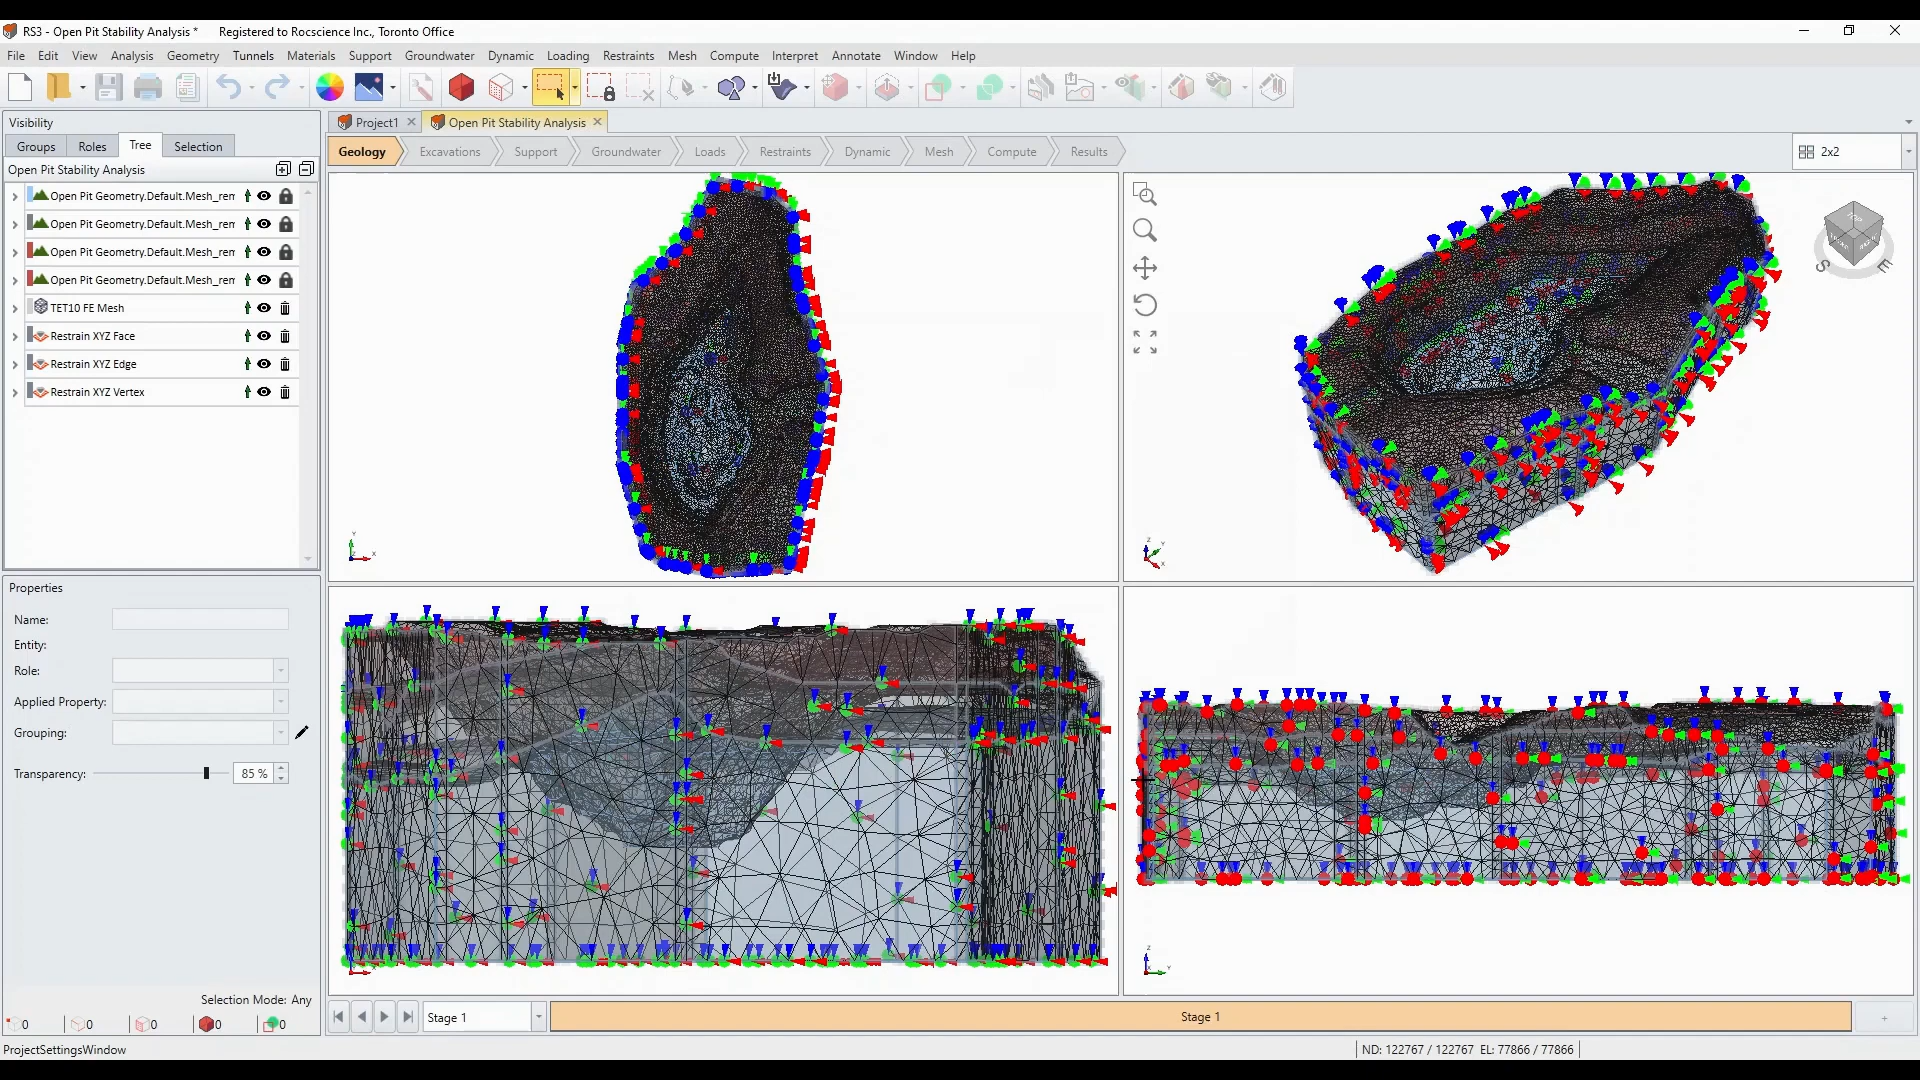 RS3 - Open Pit Stability Analysis * Registered to Rocscience Inc., Toronto Office
File Edit View Analysis Geometry Tunnels Materials Support Groundwater Dynamic Loading Restraints Mesh Compute Interpret Annotate Window Help
Visibility
Groups Roles Tree Selection
Open Pit Stability Analysis
Open Pit Geometry.Default.Mesh_rem
Open Pit Geometry.Default.Mesh_rem
Open Pit Geometry.Default.Mesh_rem
Open Pit Geometry.Default.Mesh_rem
TET10 FE Mesh
Restrain XYZ Face
Restrain XYZ Edge
Restrain XYZ Vertex
Properties
Name:
Entity:
Role:
Applied Property:
Grouping:
Transparency: 85 %
Selection Mode: Any
0 0 0 0 0
ProjectSettingsWindow
Project1 Open Pit Stability Analysis
Geology Excavations Support Groundwater Loads Restraints Dynamic Mesh Compute Results
2x2
TOP
S E
Y
X
Z
Y
X
Z
Y
Stage 1 Stage 1
ND: 122767 / 122767 EL: 77866 / 77866